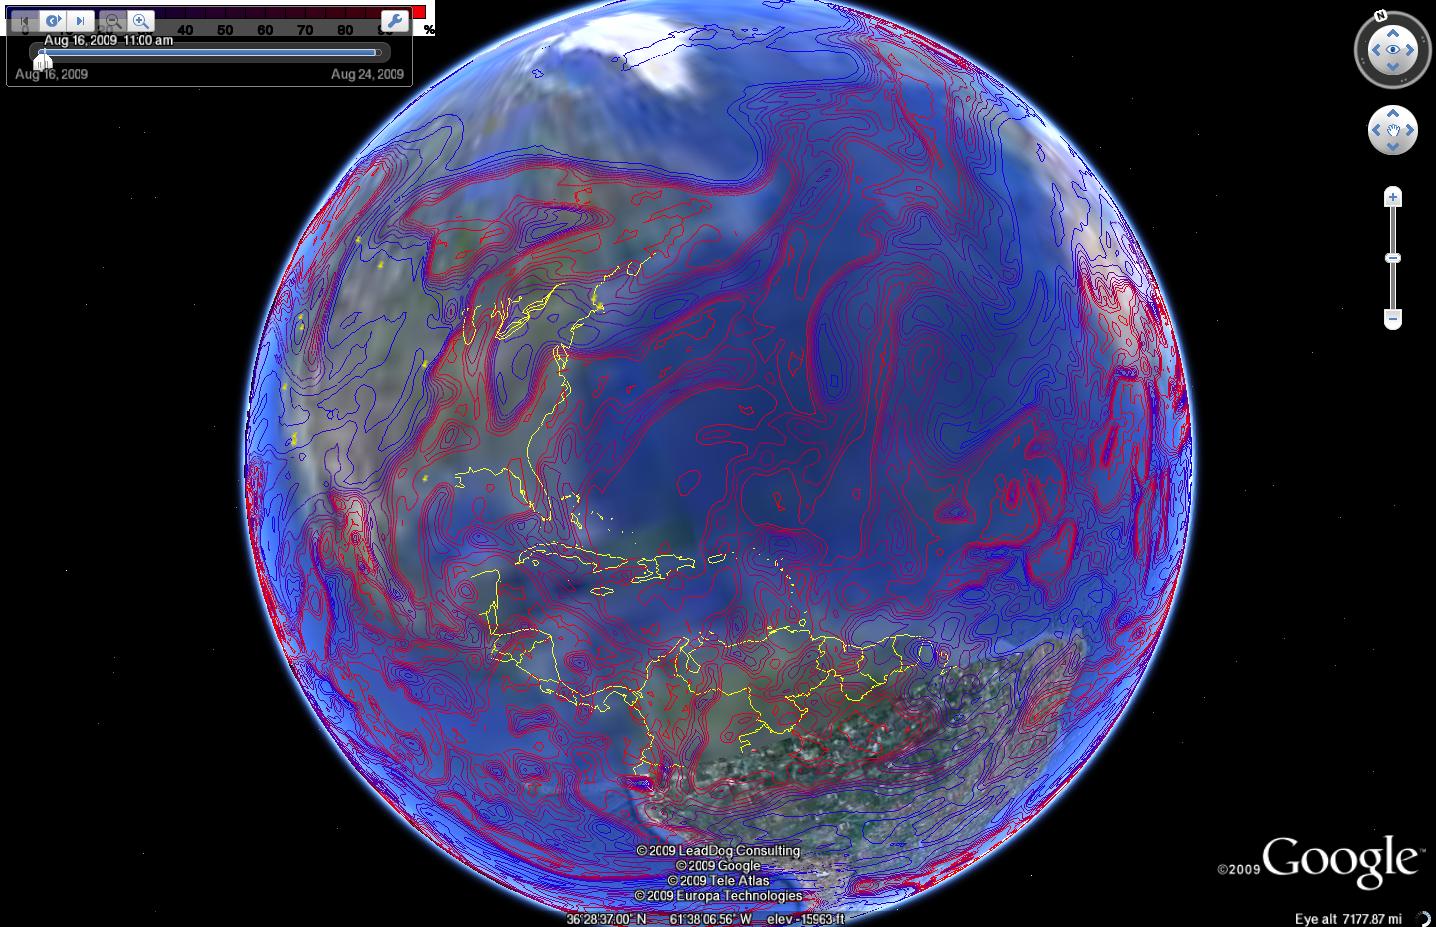 40 50 60 70 80 %
Aug 16, 2009 11:00 am
Aug 16, 2009 Aug 24, 2009
N
© 2009 LeadDog Consulting
© 2009 Google
© 2009 Tele Atlas
© 2009 Europa Technologies
©2009 Google™
36°28'37.00" N 61°38'06.56" W elev -15963 ft
Eye alt 7177.87 mi